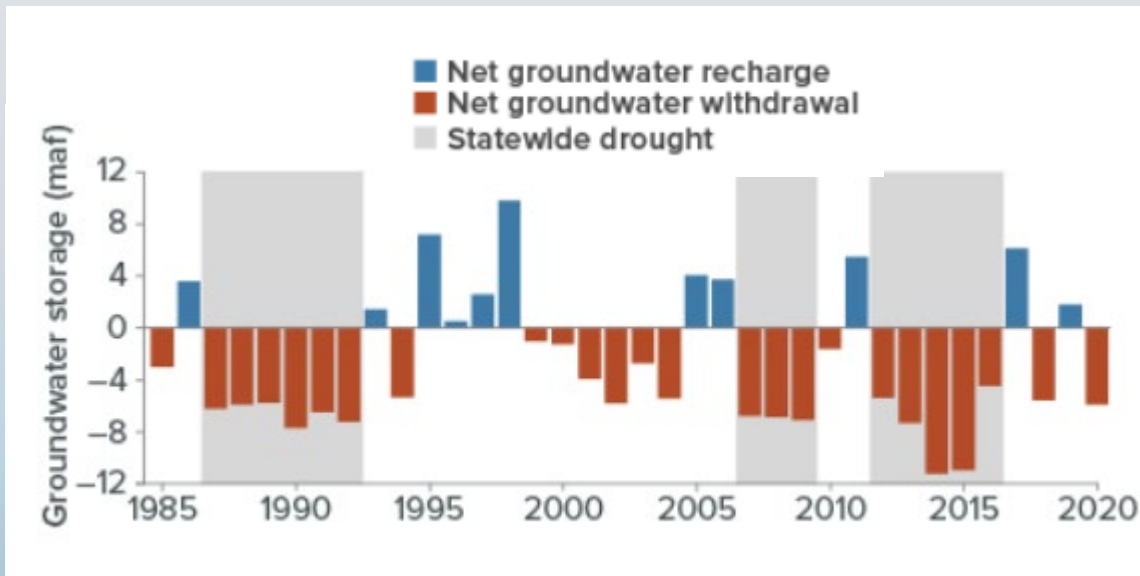 Net groundwater recharge
Net groundwater withdrawal
Statewide drought
Groundwater storage (maf)
12
8
4
0
−4
−8
−12
1985 1990 1995 2000 2005 2010 2015 2020